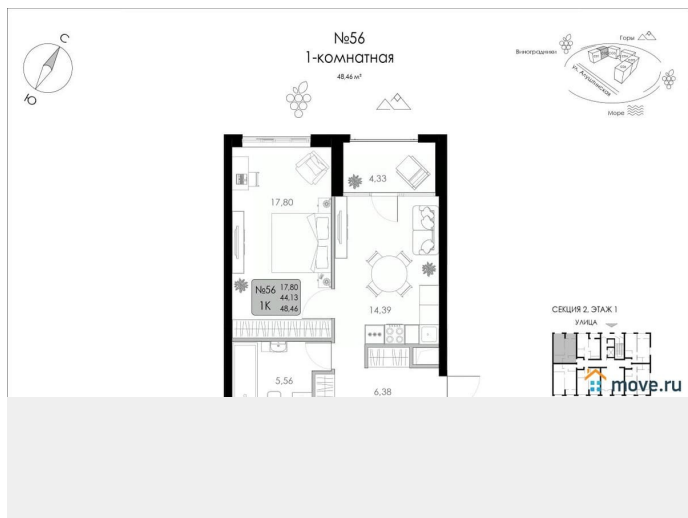 С
Ю
№56
1-комнатная
48,46 м²
Горы
Виноградники
ул. Алуштинская
Море
4,33
17,80
№56 17,80
44,13
1К 48,46
14,39
5,56
6,38
СЕКЦИЯ 2, ЭТАЖ 1
УЛИЦА
move.ru